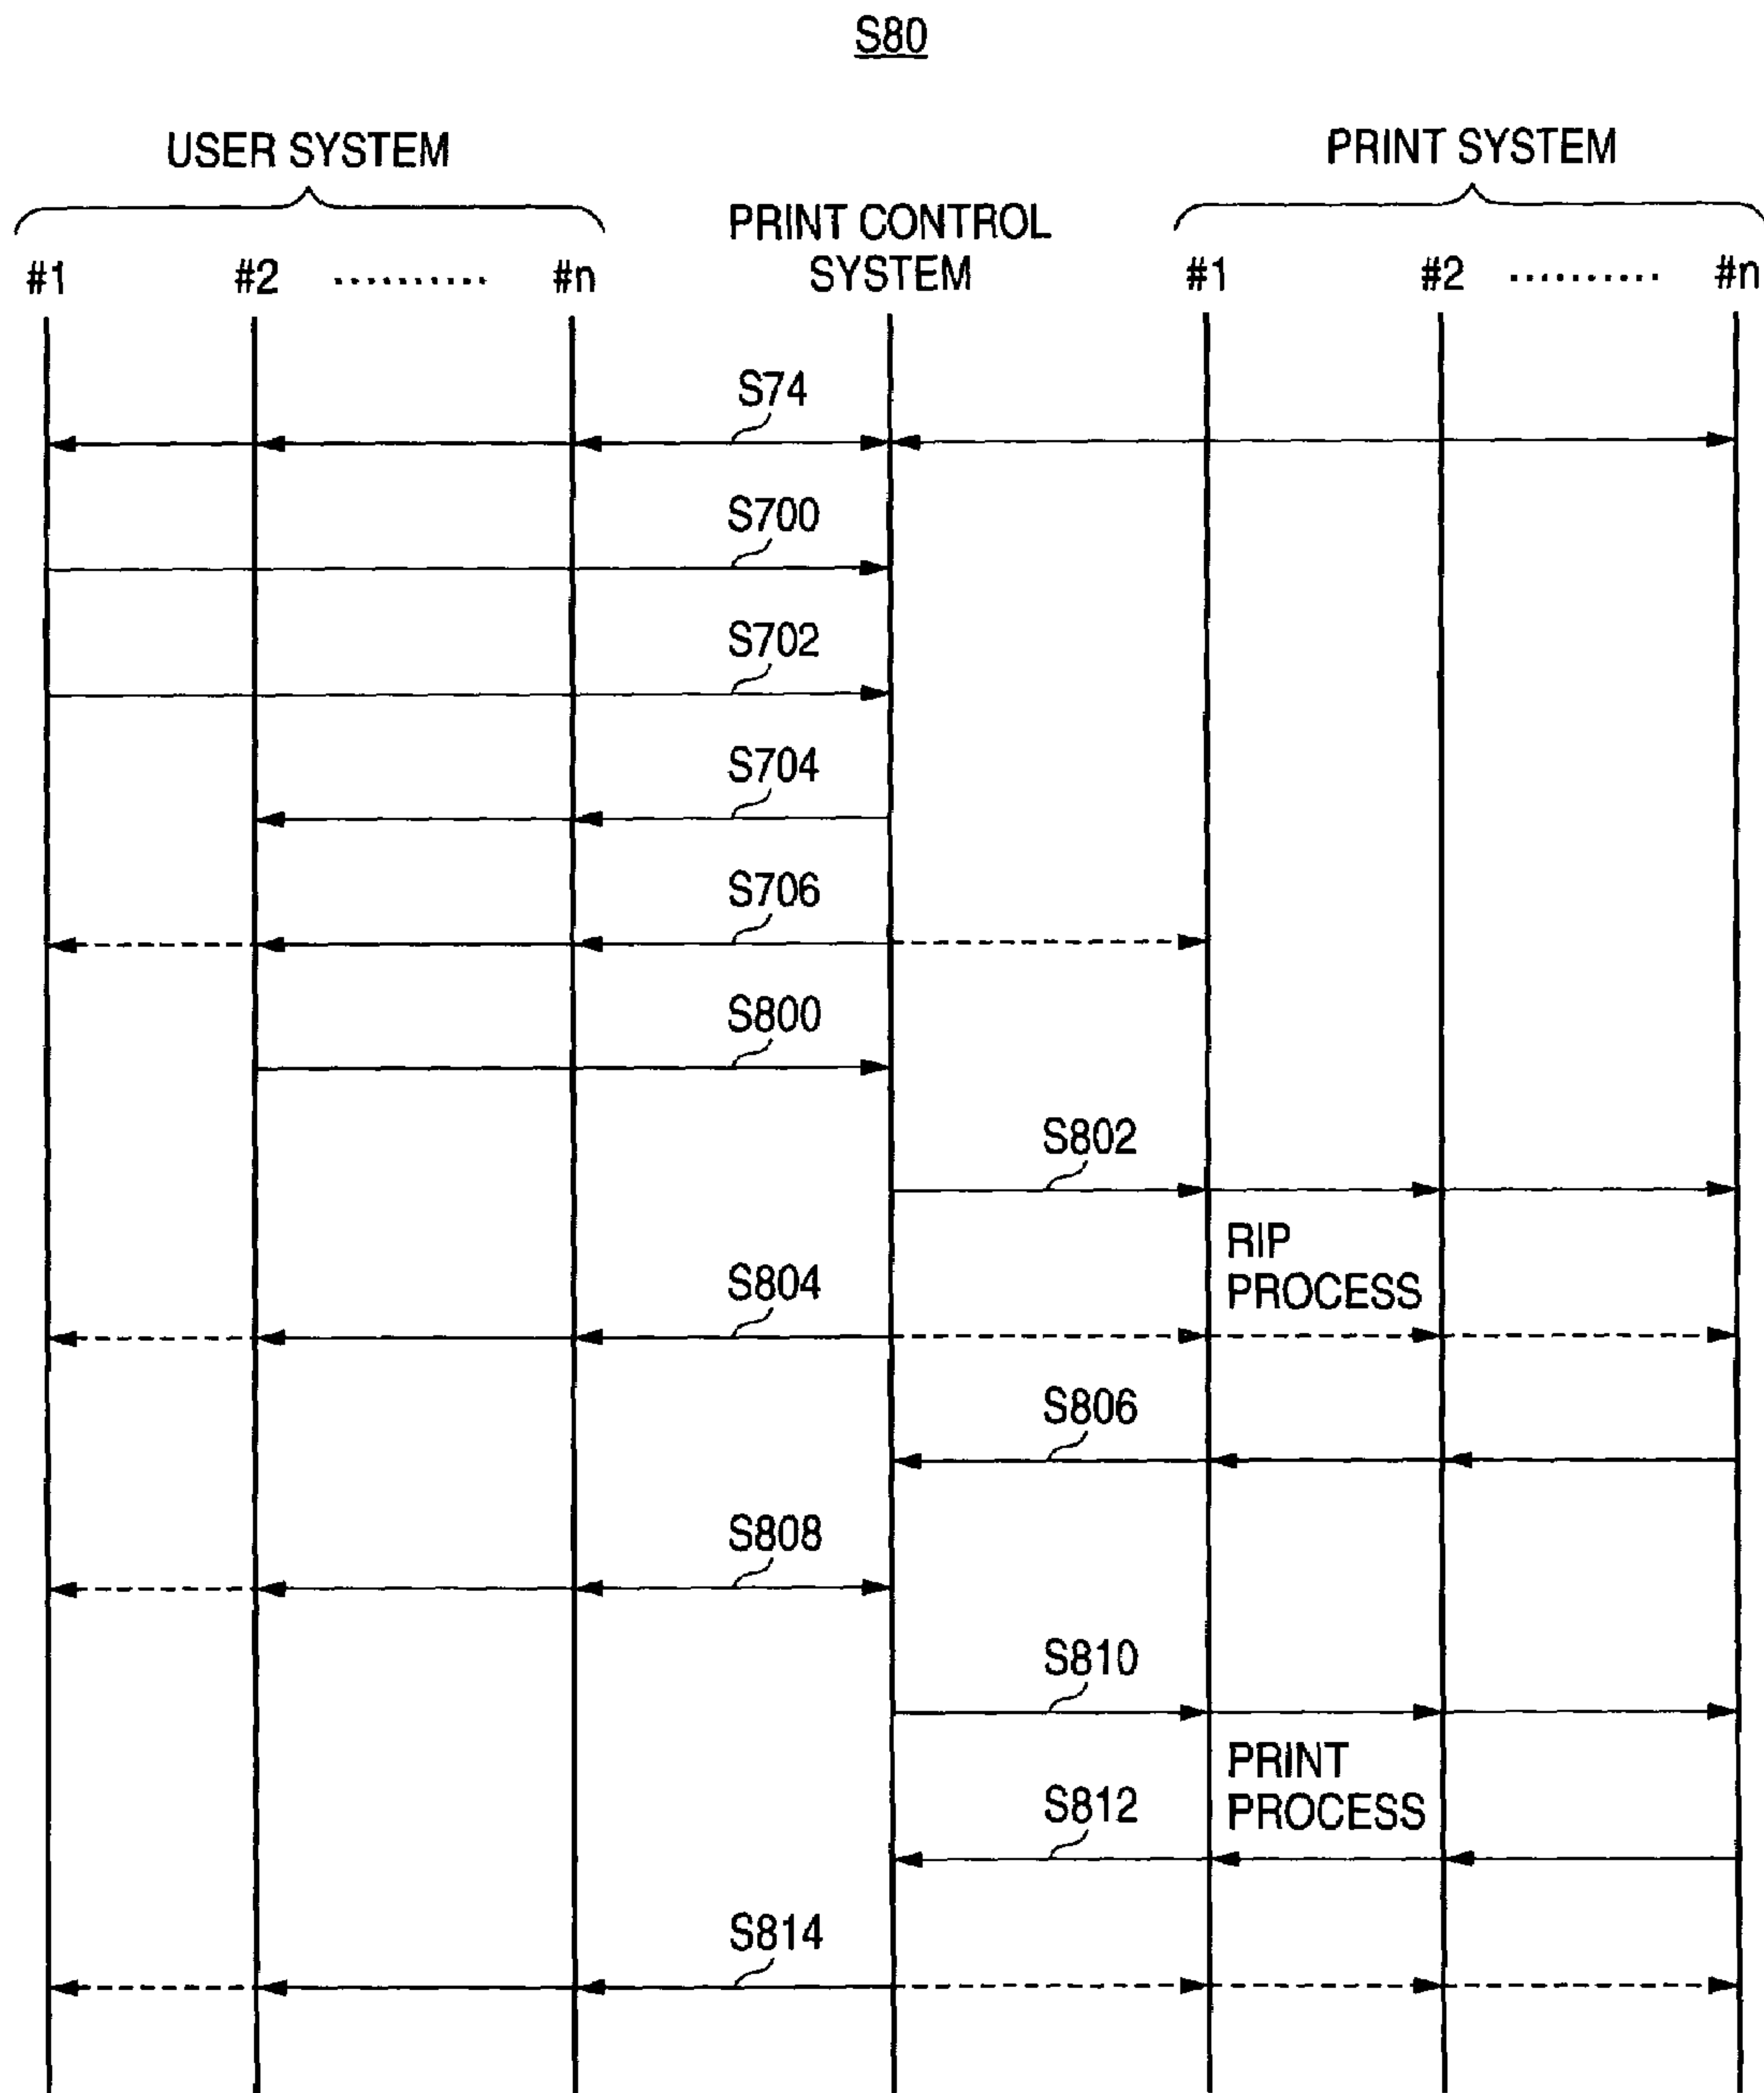 S80
USER SYSTEM
PRINT SYSTEM
PRINT CONTROL
SYSTEM
#1 #2 .......... #n #1 #2 .......... #n
S74
S700
S702
S704
S706
S800
S802
RIP
PROCESS
S804
S806
S808
S810
PRINT
PROCESS
S812
S814